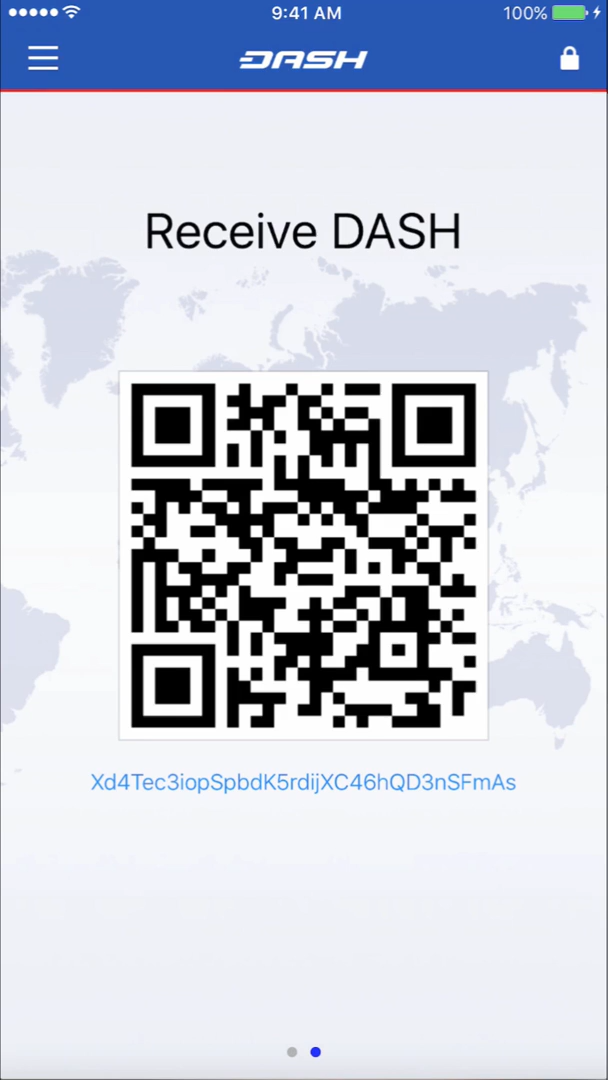 9:41 AM
100%
DASH
Receive DASH
Xd4Tec3iopSpbdK5rdijXC46hQD3nSFmAs